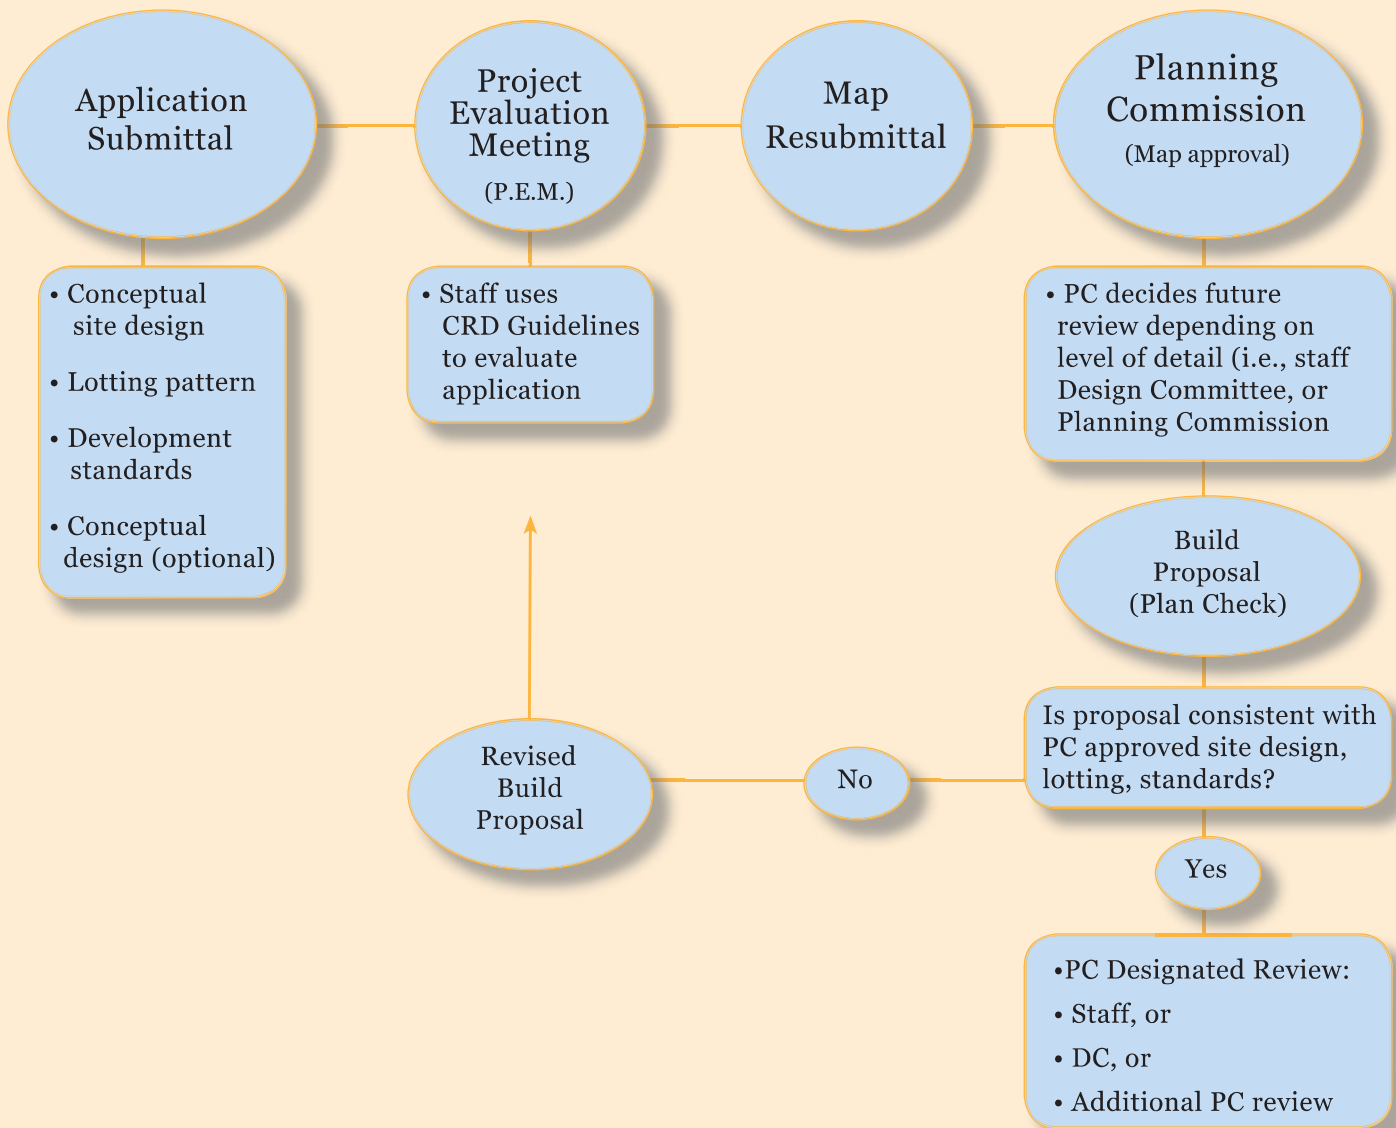 Application
Submittal
Project
Evaluation
Meeting
(P.E.M.)
Map
Resubmittal
Planning
Commission
(Map approval)
• Conceptual
site design
• Lotting pattern
• Development
standards
• Conceptual
design (optional)
• Staff uses
CRD Guidelines
to evaluate
application
• PC decides future
review depending on
level of detail (i.e., staff
Design Committee, or
Planning Commission
Build
Proposal
(Plan Check)
Is proposal consistent with
PC approved site design,
lotting, standards?
No
Revised
Build
Proposal
Yes
•PC Designated Review:
• Staff, or
• DC, or
• Additional PC review